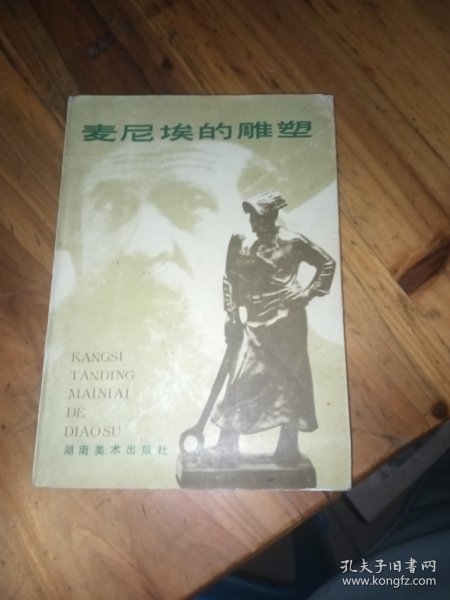 麦尼埃的雕塑
KANGSI
TANDING
MAINIAI
DE
DIAOSU
湖南美术出版社
孔夫子旧书网
www.kongfz.com